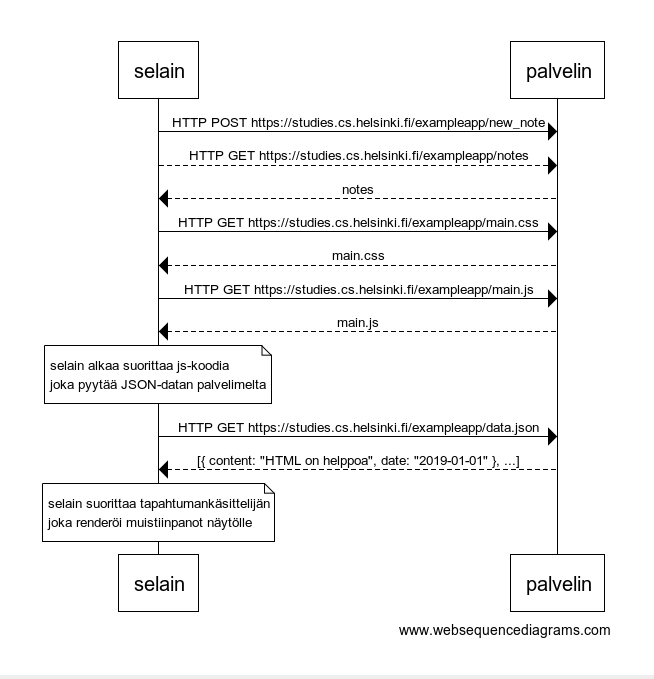 selain palvelin
HTTP POST https://studies.cs.helsinki.fi/exampleapp/new_note
HTTP GET https://studies.cs.helsinki.fi/exampleapp/notes
notes
HTTP GET https://studies.cs.helsinki.fi/exampleapp/main.css
main.css
HTTP GET https://studies.cs.helsinki.fi/exampleapp/main.js
main.js
selain alkaa suorittaa js-koodia
joka pyytää JSON-datan palvelimelta
HTTP GET https://studies.cs.helsinki.fi/exampleapp/data.json
[{ content: "HTML on helppoa", date: "2019-01-01" }, ...]
selain suorittaa tapahtumankäsittelijän
joka renderöi muistiinpanot näytölle
selain palvelin
www.websequencediagrams.com